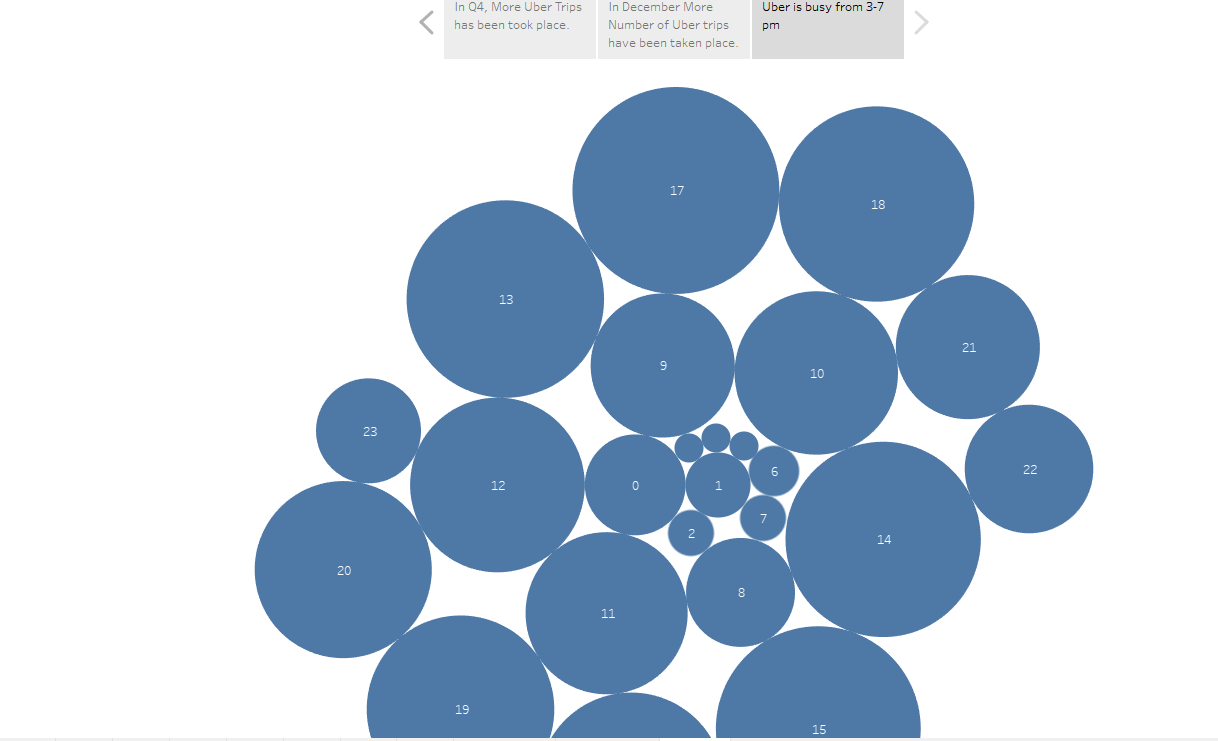 In Q4, More Uber Trips
has been took place.
In December More
Number of Uber trips
have been taken place.
Uber is busy from 3-7
pm
17
18
13
21
9
10
23
22
6
12
0
1
7
2
14
20
8
11
19
15